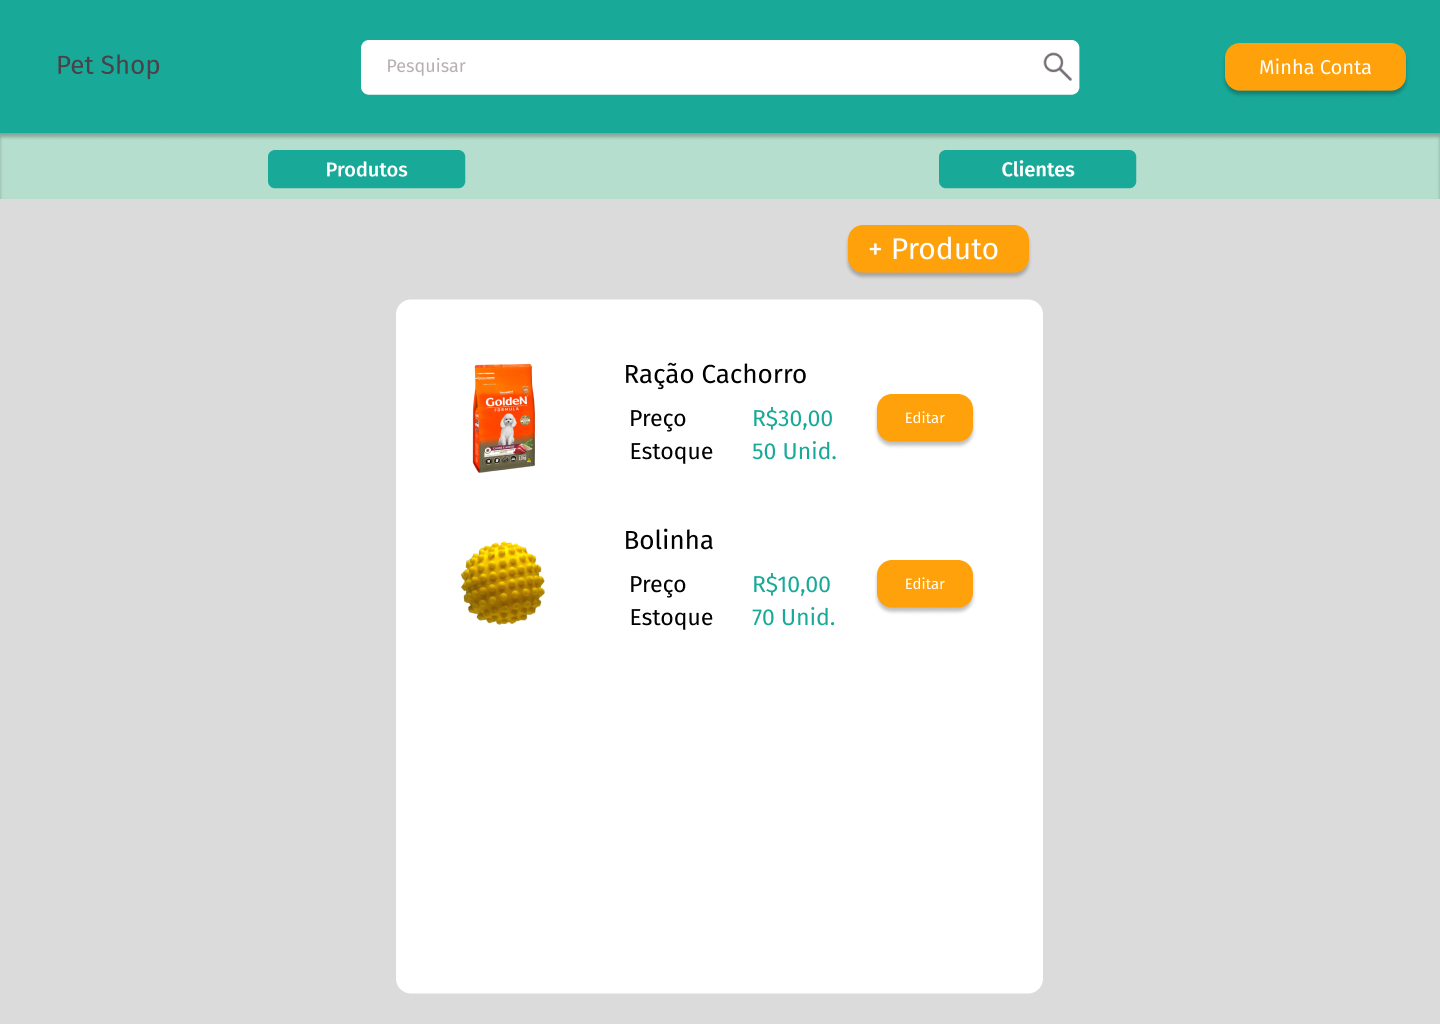 Pet Shop
Pesquisar
Minha Conta
Produtos
Clientes
+ Produto
GoldeN
FÓRMULA
Ração Cachorro
Preço R$30,00
Editar
Estoque 50 Unid.
Bolinha
Preço R$10,00
Editar
Estoque 70 Unid.